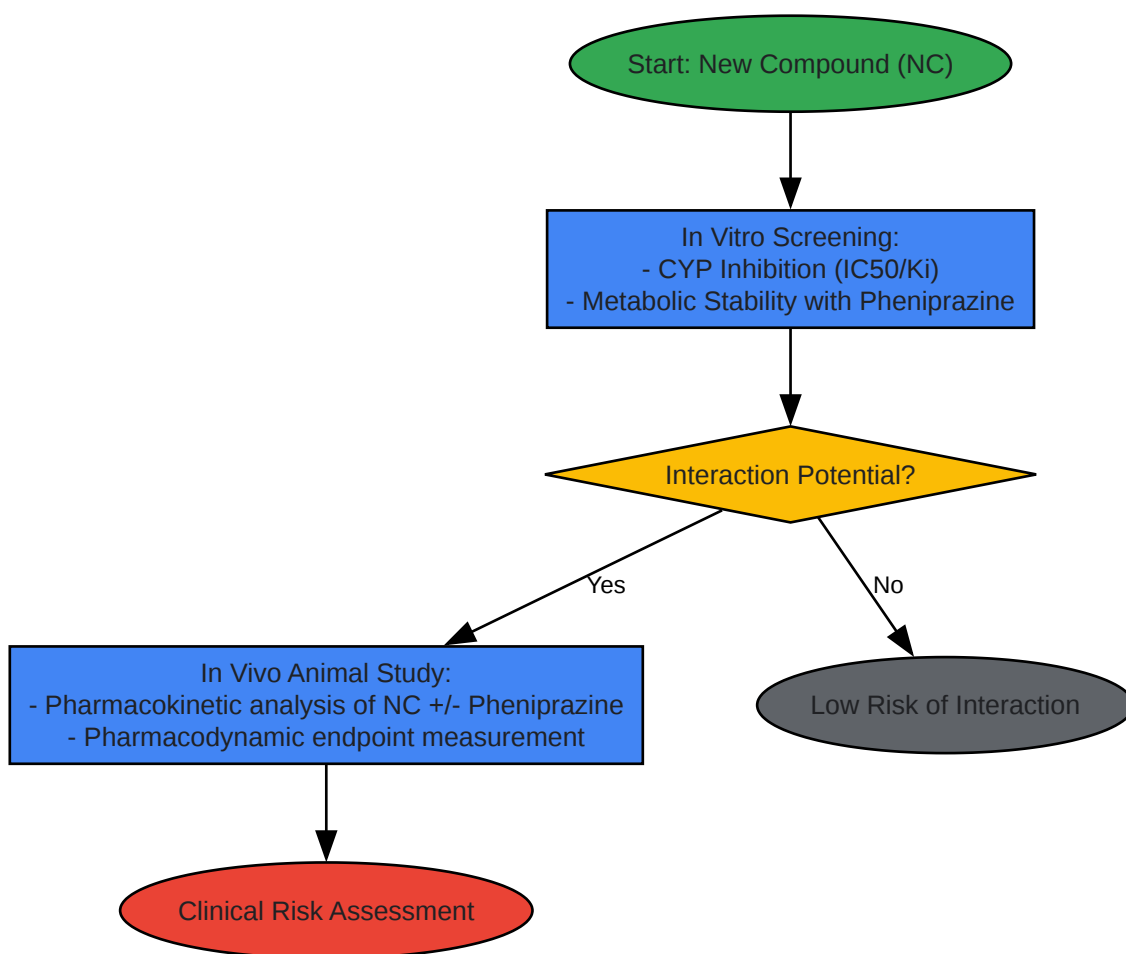 Start: New Compound (NC)
In Vitro Screening:
- CYP Inhibition (IC50/Ki)
- Metabolic Stability with Pheniprazine
Interaction Potential?
Yes
No
In Vivo Animal Study:
- Pharmacokinetic analysis of NC +/- Pheniprazine
- Pharmacodynamic endpoint measurement
Low Risk of Interaction
Clinical Risk Assessment